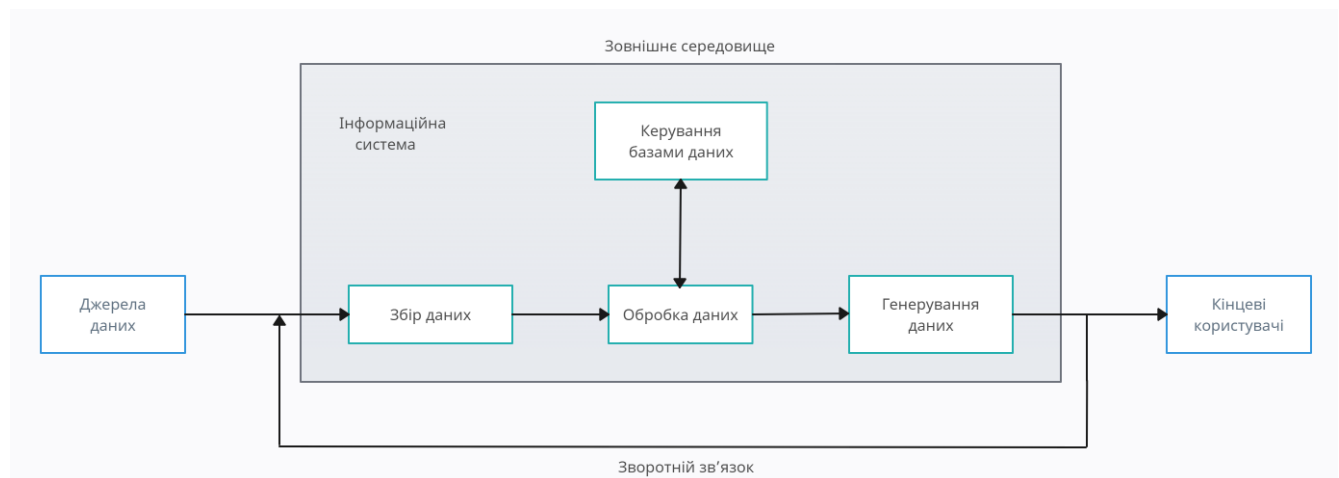 Зовнішнє середовище
Інформаційна
система
Керування
базами даних
Джерела
даних
Збір даних
Обробка даних
Генерування
даних
Кінцеві
користувачі
Зворотній зв’язок